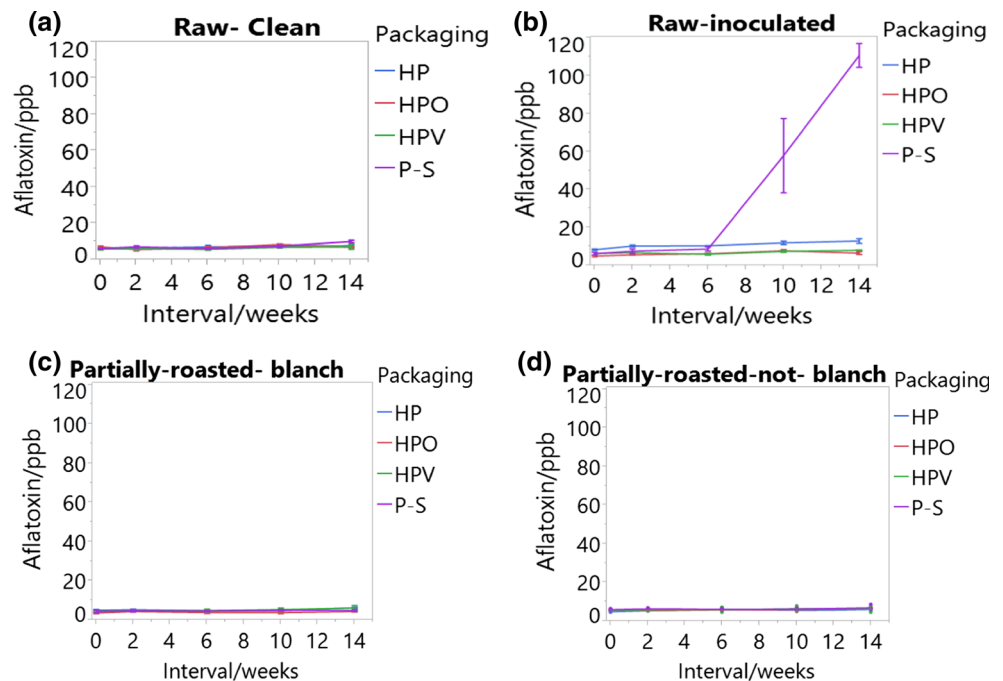 (a)
Raw- Clean
Packaging
HP
HPO
HPV
P-S
Aflatoxin/ppb
120
100
80
60
40
20
0
0 2 4 6 8 10 12 14
Interval/weeks
(b)
Raw-inoculated
Packaging
HP
HPO
HPV
P-S
Aflatoxin/ppb
120
100
80
60
40
20
0
0 2 4 6 8 10 12 14
Interval/weeks
(c)
Partially-roasted- blanch
Packaging
HP
HPO
HPV
P-S
Aflatoxin/ppb
120
100
80
60
40
20
0
0 2 4 6 8 10 12 14
Interval/weeks
(d)
Partially-roasted-not- blanch
Packaging
HP
HPO
HPV
P-S
Aflatoxin/ppb
120
100
80
60
40
20
0
0 2 4 6 8 10 12 14
Interval/weeks